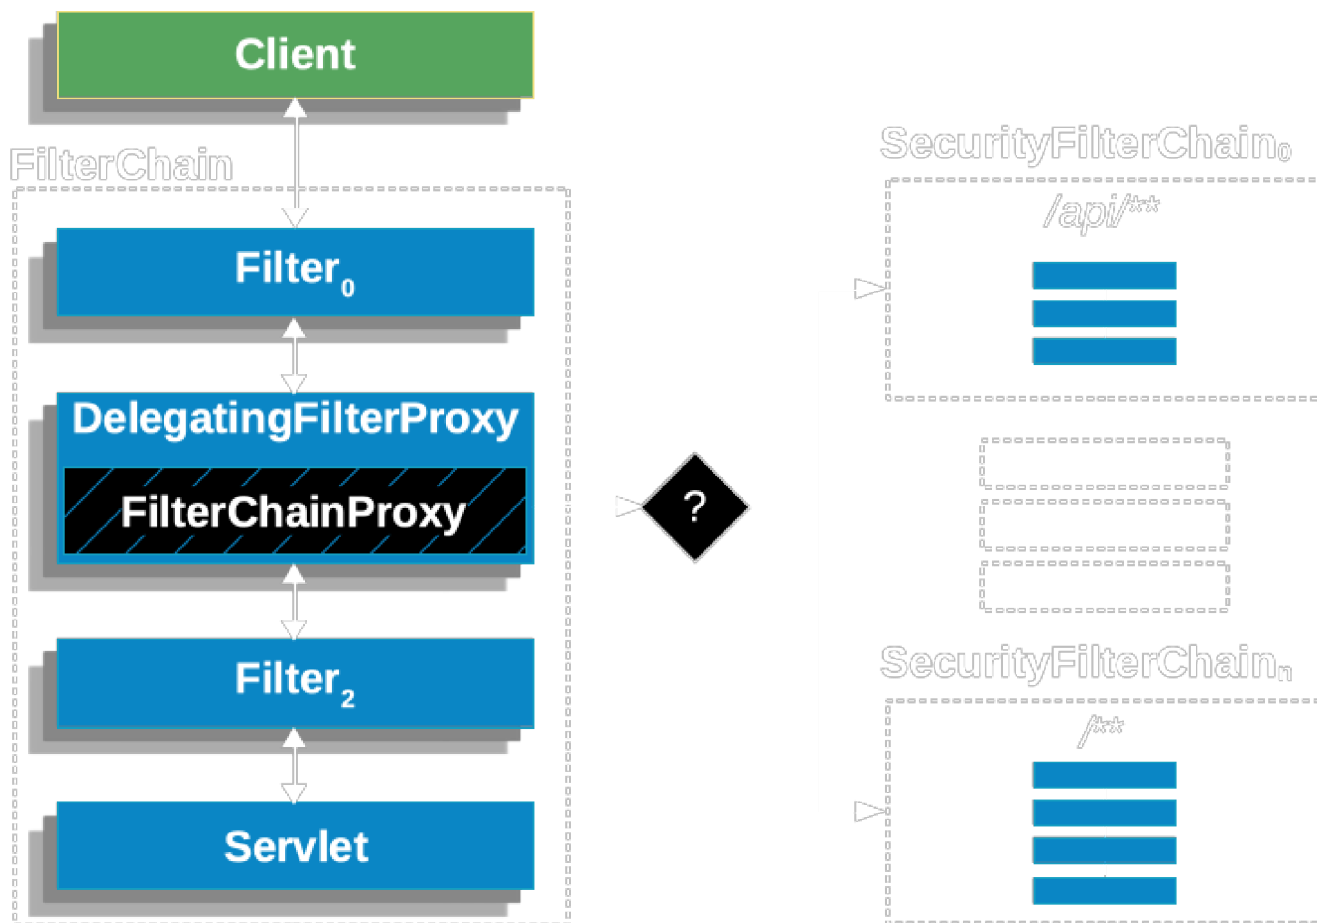 Client
FilterChain
Filter0
DelegatingFilterProxy
FilterChainProxy
Filter2
Servlet
?
SecurityFilterChain0
/api/**
SecurityFilterChainn
/**